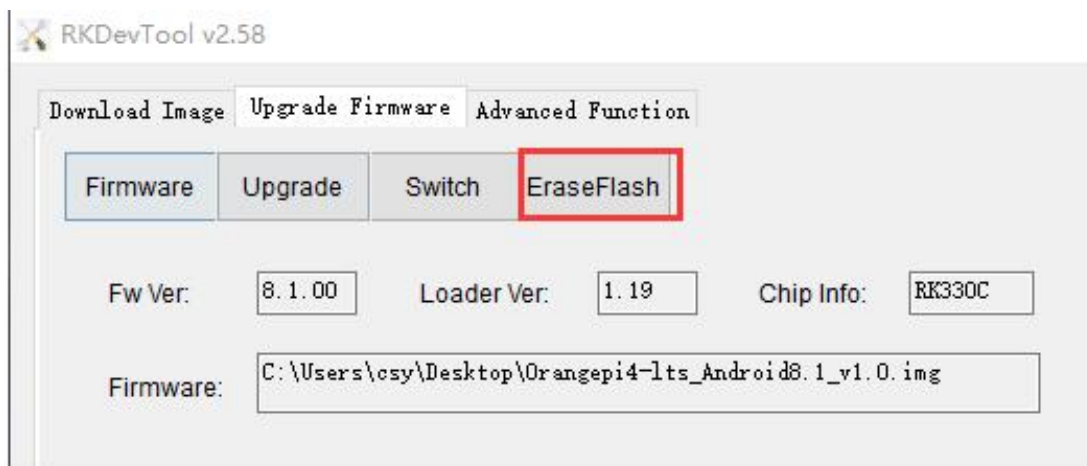 RKDevTool v2.58
Download Image Upgrade Firmware Advanced Function
Firmware Upgrade Switch EraseFlash
Fw Ver: 8.1.00 Loader Ver: 1.19 Chip Info: RK330C
Firmware: C:\Users\csy\Desktop\Orangepi4-lts_Android8.1_v1.0.img